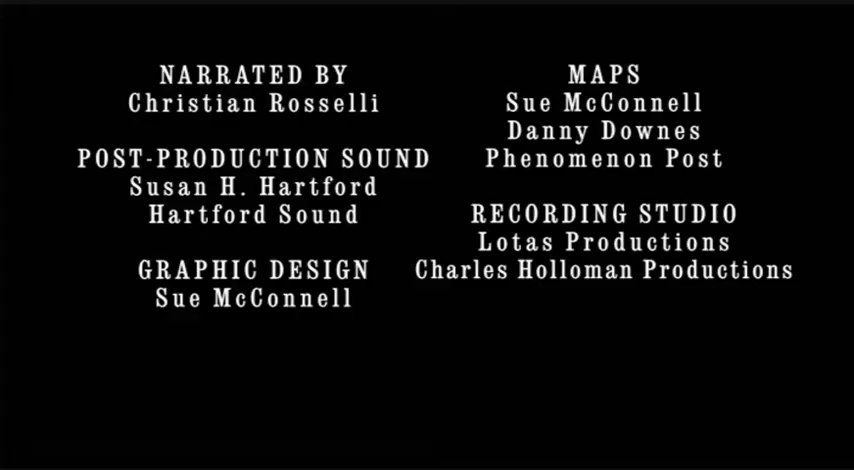 NARRATED BY
Christian Rosselli
POST-PRODUCTION SOUND
Susan H. Hartford
Hartford Sound
GRAPHIC DESIGN
Sue McConnell
MAPS
Sue McConnell
Danny Downes
Phenomenon Post
RECORDING STUDIO
Lotas Productions
Charles Holloman Productions